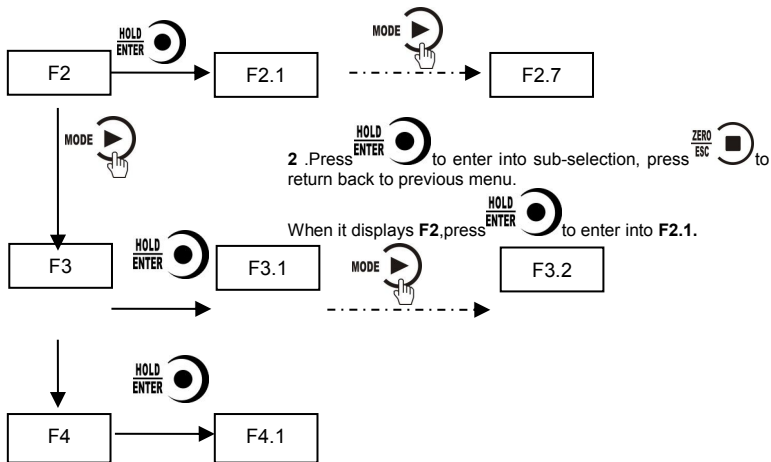 HOLD
ENTER
MODE
F2
F2.1
F2.7
MODE
HOLD
ENTER
ZERO
ESC
2 .Press to enter into sub-selection, press to
return back to previous menu.
HOLD
ENTER
When it displays F2,press to enter into F2.1.
F3
HOLD
ENTER
F3.1
MODE
F3.2
HOLD
ENTER
F4
F4.1